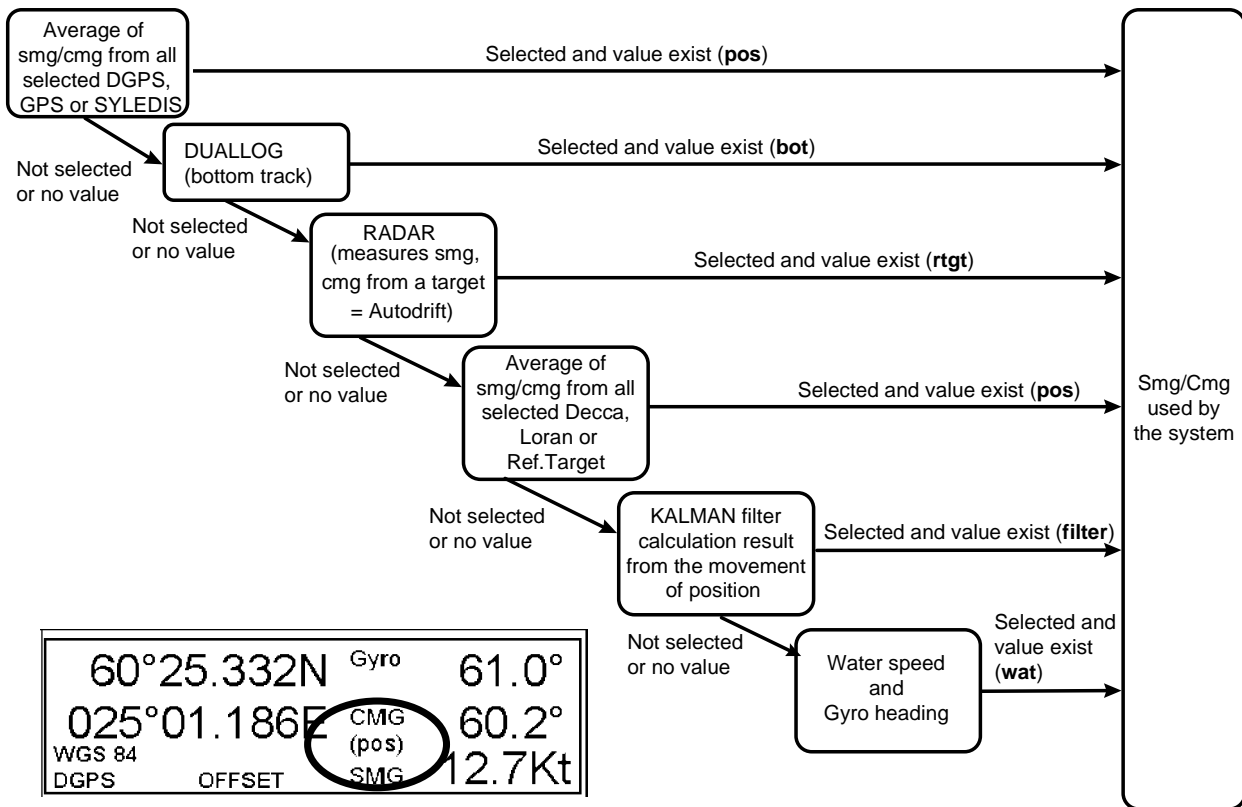 Average of
smg/cmg from all
selected DGPS,
GPS or SYLEDIS
Selected and value exist (pos)
Not selected
or no value
DUALLOG
(bottom track)
Selected and value exist (bot)
Not selected
or no value
RADAR
(measures smg,
cmg from a target
= Autodrift)
Selected and value exist (rtgt)
Not selected
or no value
Average of
smg/cmg from all
selected Decca,
Loran or
Ref.Target
Selected and value exist (pos)
Smg/Cmg
used by
the system
Not selected
or no value
KALMAN filter
calculation result
from the movement
of position
Selected and value exist (filter)
Not selected
or no value
Water speed
and
Gyro heading
Selected and
value exist
(wat)
60°25.332N Gyro 61.0°
025°01.186E CMG 60.2°
(pos)
WGS 84
DGPS OFFSET SMG 12.7Kt